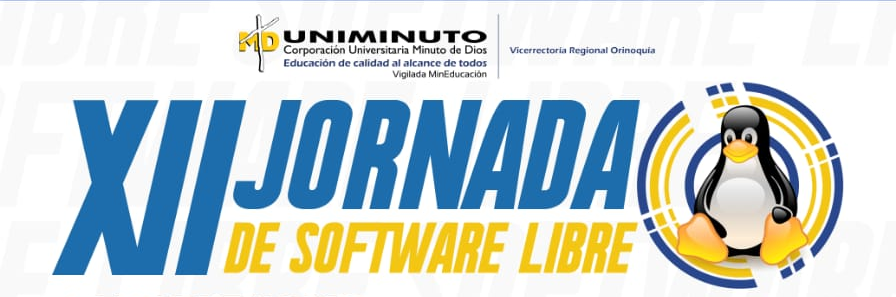 MD UNIMINUTO
Corporación Universitaria Minuto de Dios
Educación de calidad al alcance de todos
Vigilada MinEducación
Vicerrectoría Regional Orinoquía
XII JORNADA
DE SOFTWARE LIBRE